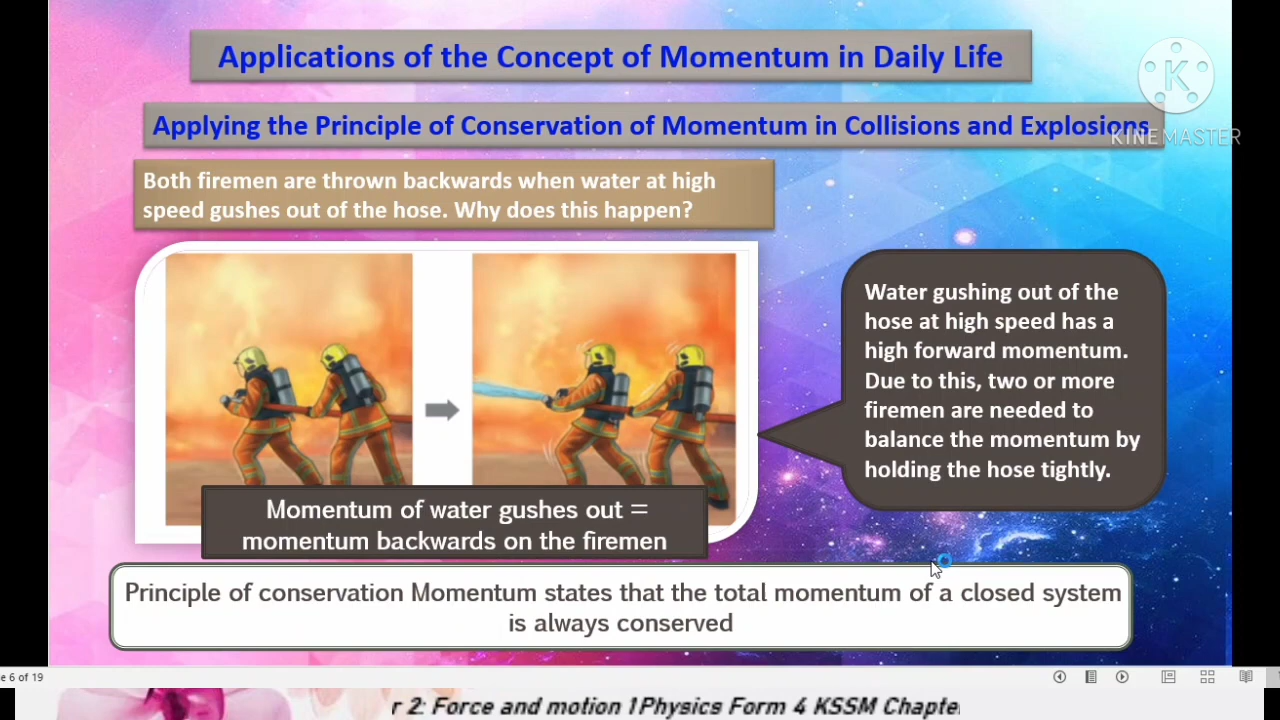 Applications of the Concept of Momentum in Daily Life
Applying the Principle of Conservation of Momentum in Collisions and Explosions
K
KINEMASTER
Both firemen are thrown backwards when water at high
speed gushes out of the hose. Why does this happen?
Water gushing out of the
hose at high speed has a
high forward momentum.
Due to this, two or more
firemen are needed to
balance the momentum by
holding the hose tightly.
Momentum of water gushes out =
momentum backwards on the firemen
Principle of conservation Momentum states that the total momentum of a closed system
is always conserved
e 6 of 19
r 2: Force and motion 1Physics Form 4 KSSM Chapte